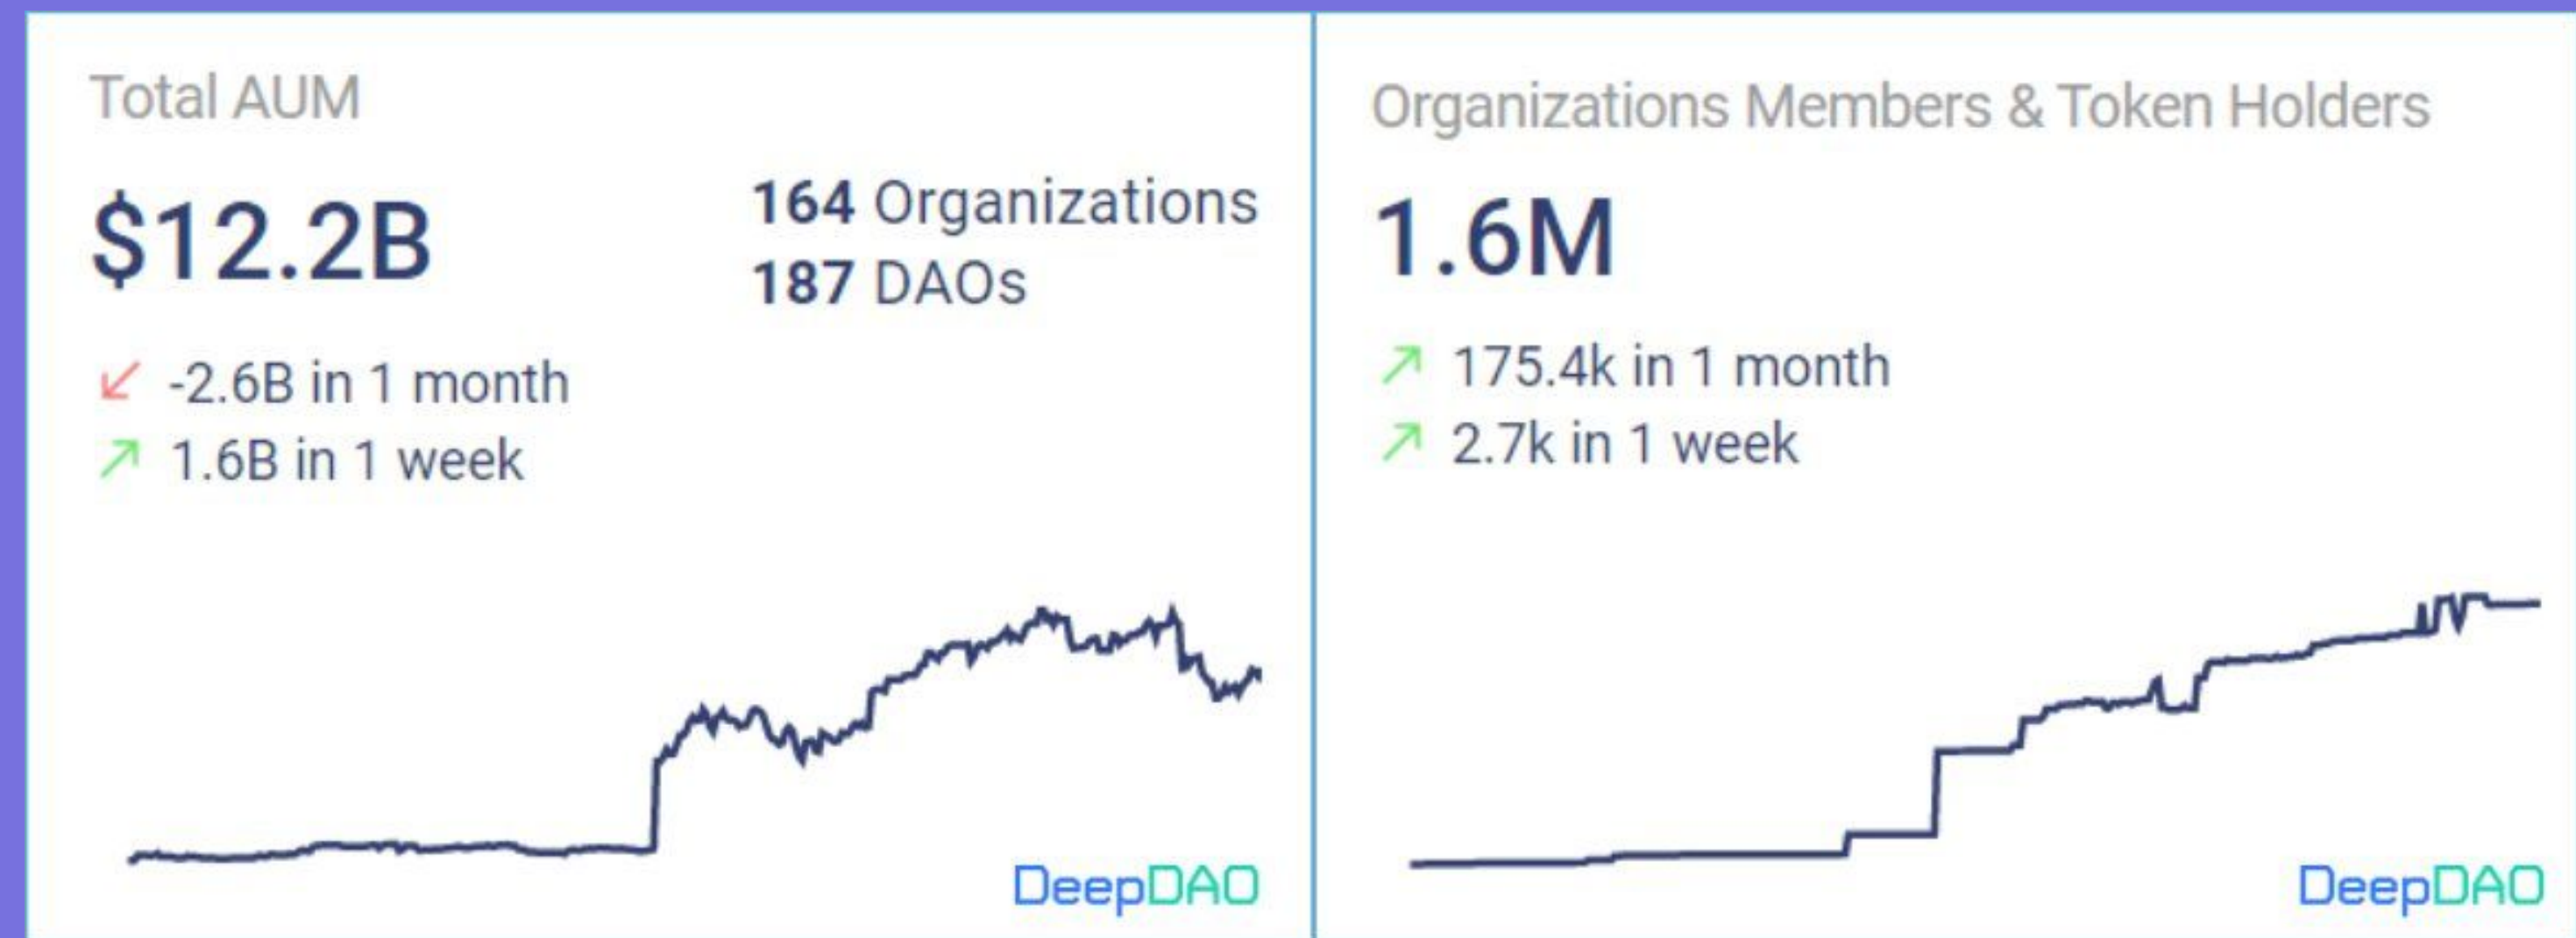 Total AUM
$12.2B
164 Organizations
187 DAOs
-2.6B in 1 month
1.6B in 1 week
DeepDAO
Organizations Members & Token Holders
1.6M
175.4k in 1 month
2.7k in 1 week
DeepDAO